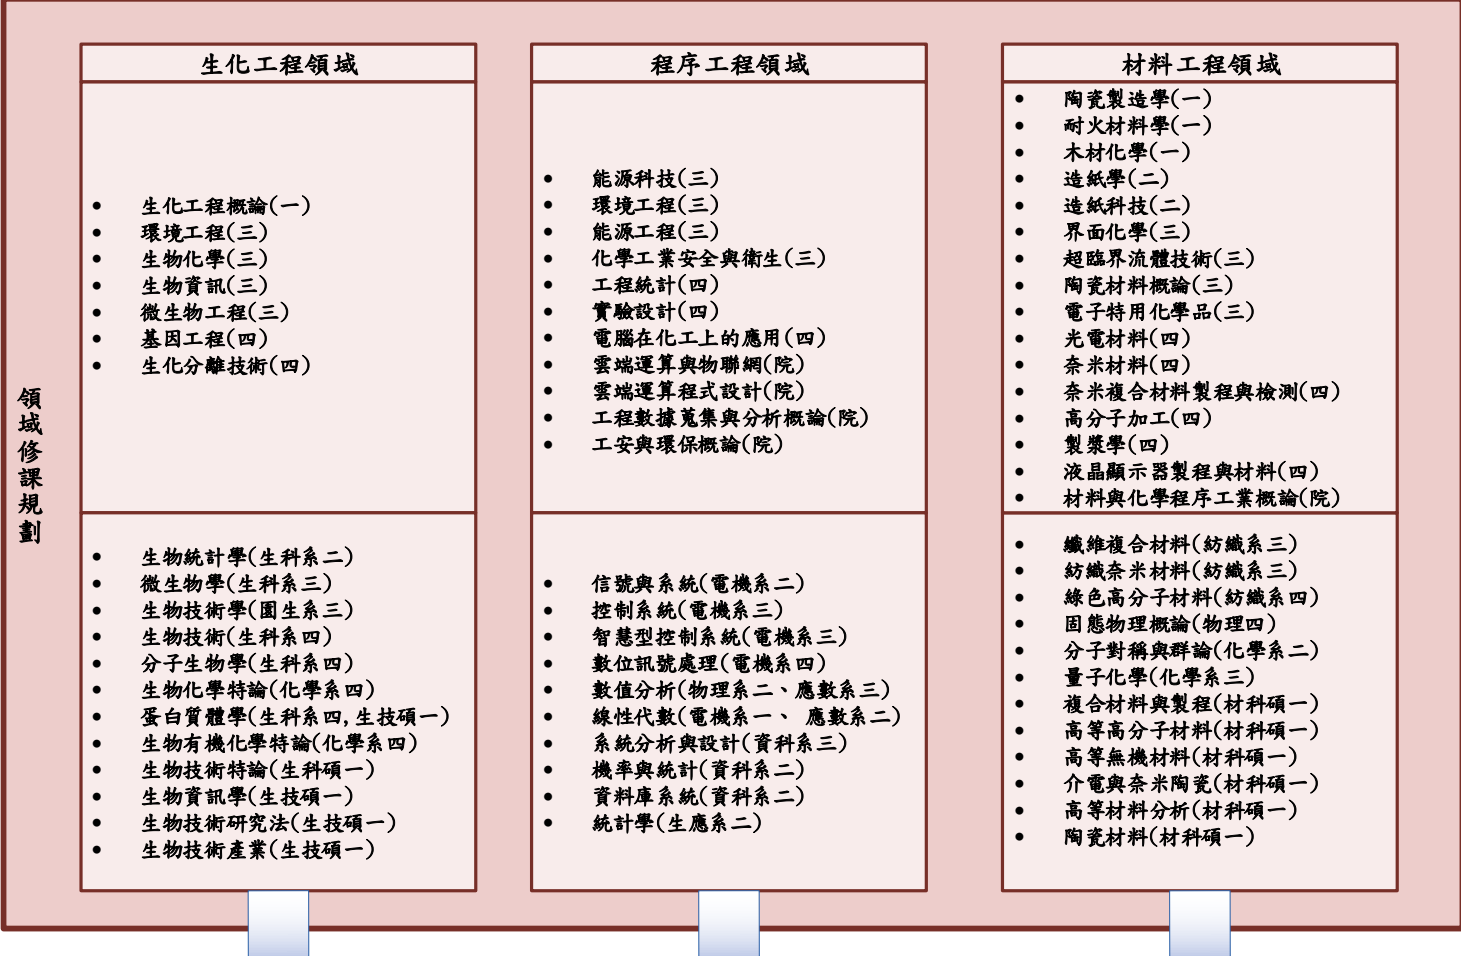 領域修課規劃
生化工程領域
• 生化工程概論(一)
• 環境工程(三)
• 生物化學(三)
• 生物資訊(三)
• 微生物工程(三)
• 基因工程(四)
• 生化分離技術(四)
• 生物統計學(生科系二)
• 微生物學(生科系三)
• 生物技術學(園生系三)
• 生物技術(生科系四)
• 分子生物學(生科系四)
• 生物化學特論(化學系四)
• 蛋白質體學(生科系四,生技碩一)
• 生物有機化學特論(化學系四)
• 生物技術特論(生科碩一)
• 生物資訊學(生技碩一)
• 生物技術研究法(生技碩一)
• 生物技術產業(生技碩一)
程序工程領域
• 能源科技(三)
• 環境工程(三)
• 能源工程(三)
• 化學工業安全與衛生(三)
• 工程統計(四)
• 實驗設計(四)
• 電腦在化工上的應用(四)
• 雲端運算與物聯網(院)
• 雲端運算程式設計(院)
• 工程數據蒐集與分析概論(院)
• 工安與環保概論(院)
• 信號與系統(電機系二)
• 控制系統(電機系三)
• 智慧型控制系統(電機系三)
• 數位訊號處理(電機系四)
• 數值分析(物理系二、應數系三)
• 線性代數(電機系一、 應數系二)
• 系統分析與設計(資科系三)
• 機率與統計(資科系二)
• 資料庫系統(資科系二)
• 統計學(生應系二)
材料工程領域
• 陶瓷製造學(一)
• 耐火材料學(一)
• 木材化學(一)
• 造紙學(二)
• 造紙科技(二)
• 界面化學(三)
• 超臨界流體技術(三)
• 陶瓷材料概論(三)
• 電子特用化學品(三)
• 光電材料(四)
• 奈米材料(四)
• 奈米複合材料製程與檢測(四)
• 高分子加工(四)
• 製漿學(四)
• 液晶顯示器製程與材料(四)
• 材料與化學程序工業概論(院)
• 纖維複合材料(紡織系三)
• 紡織奈米材料(紡織系三)
• 綠色高分子材料(紡織系四)
• 固態物理概論(物理四)
• 分子對稱與群論(化學系二)
• 量子化學(化學系三)
• 複合材料與製程(材科碩一)
• 高等高分子材料(材科碩一)
• 高等無機材料(材科碩一)
• 介電與奈米陶瓷(材科碩一)
• 高等材料分析(材科碩一)
• 陶瓷材料(材科碩一)